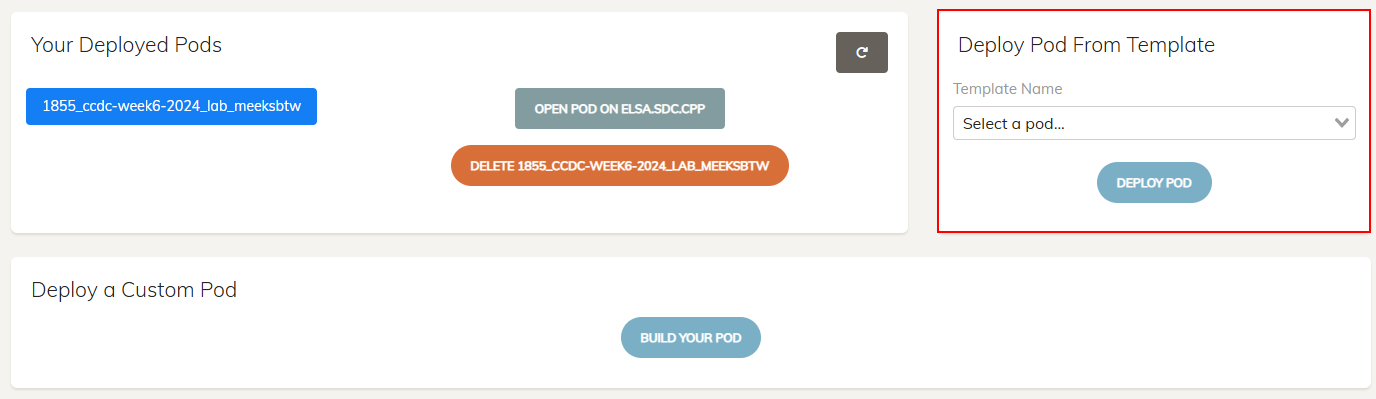 Your Deployed Pods
1855_ccdc-week6-2024_lab_meeksbtw
OPEN POD ON ELSA.SDC.CPP
DELETE 1855_CCDC-WEEK6-2024_LAB_MEEKSBTW
Deploy Pod From Template
Template Name
Select a pod...
DEPLOY POD
Deploy a Custom Pod
BUILD YOUR POD